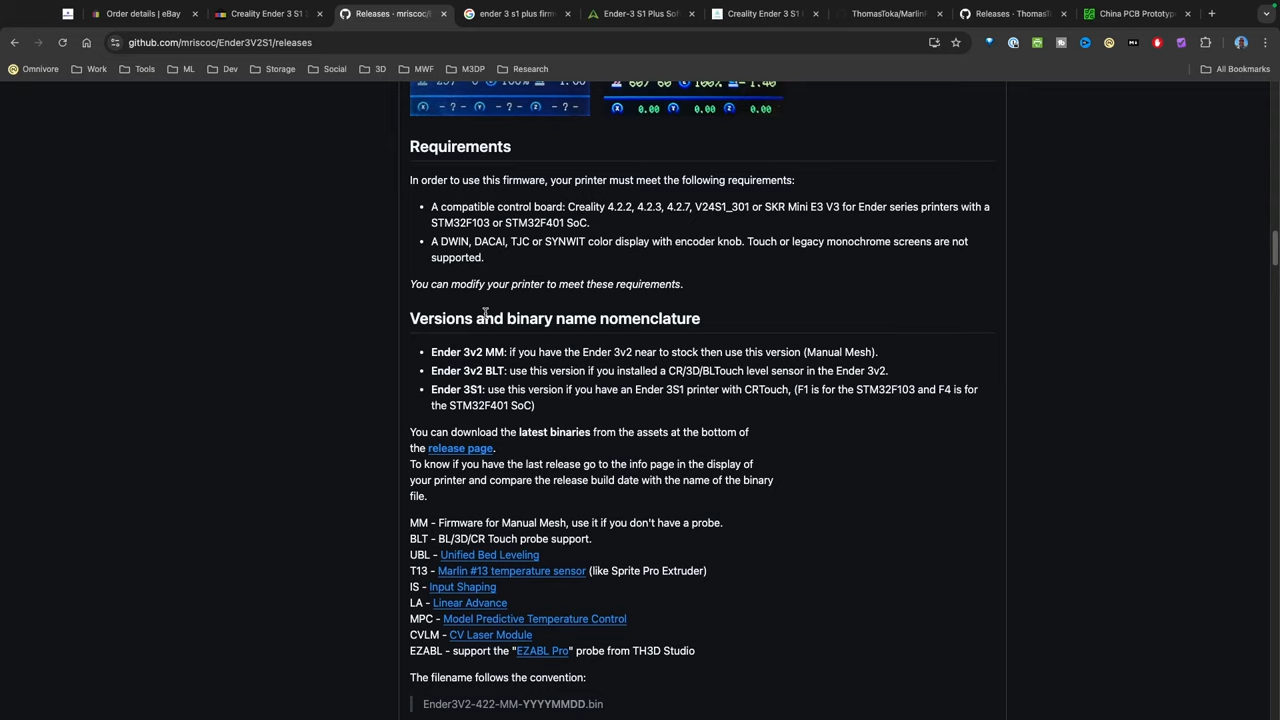 Order details | eBay
Creality Ender 3 S1
Releases · mriscoc/E
ender 3 s1 plus firm
Ender-3 S1 Plus Sof
Creality Ender 3 S1
ThomasToka/MarlinF
Releases · ThomasT
China PCB Prototyp
github.com/mriscoc/Ender3V2S1/releases
Omnivore
Work
Tools
ML
Dev
Storage
Social
3D
MWF
M3DP
Research
All Bookmarks
- ? - - ? - - ? -
0.00 0.00 0.00
Requirements
In order to use this firmware, your printer must meet the following requirements:
• A compatible control board: Creality 4.2.2, 4.2.3, 4.2.7, V24S1_301 or SKR Mini E3 V3 for Ender series printers with a
STM32F103 or STM32F401 SoC.
• A DWIN, DACAI, TJC or SYNWIT color display with encoder knob. Touch or legacy monochrome screens are not
supported.
You can modify your printer to meet these requirements.
Versions and binary name nomenclature
• Ender 3v2 MM: if you have the Ender 3v2 near to stock then use this version (Manual Mesh).
• Ender 3v2 BLT: use this version if you installed a CR/3D/BLTouch level sensor in the Ender 3v2.
• Ender 3S1: use this version if you have an Ender 3S1 printer with CRTouch, (F1 is for the STM32F103 and F4 is for
the STM32F401 SoC)
You can download the latest binaries from the assets at the bottom of
the release page.
To know if you have the last release go to the info page in the display of
your printer and compare the release build date with the name of the binary
file.
MM - Firmware for Manual Mesh, use it if you don't have a probe.
BLT - BL/3D/CR Touch probe support.
UBL - Unified Bed Leveling
T13 - Marlin #13 temperature sensor (like Sprite Pro Extruder)
IS - Input Shaping
LA - Linear Advance
MPC - Model Predictive Temperature Control
CVLM - CV Laser Module
EZABL - support the "EZABL Pro" probe from TH3D Studio
The filename follows the convention:
Ender3V2-422-MM-YYYYMMDD.bin